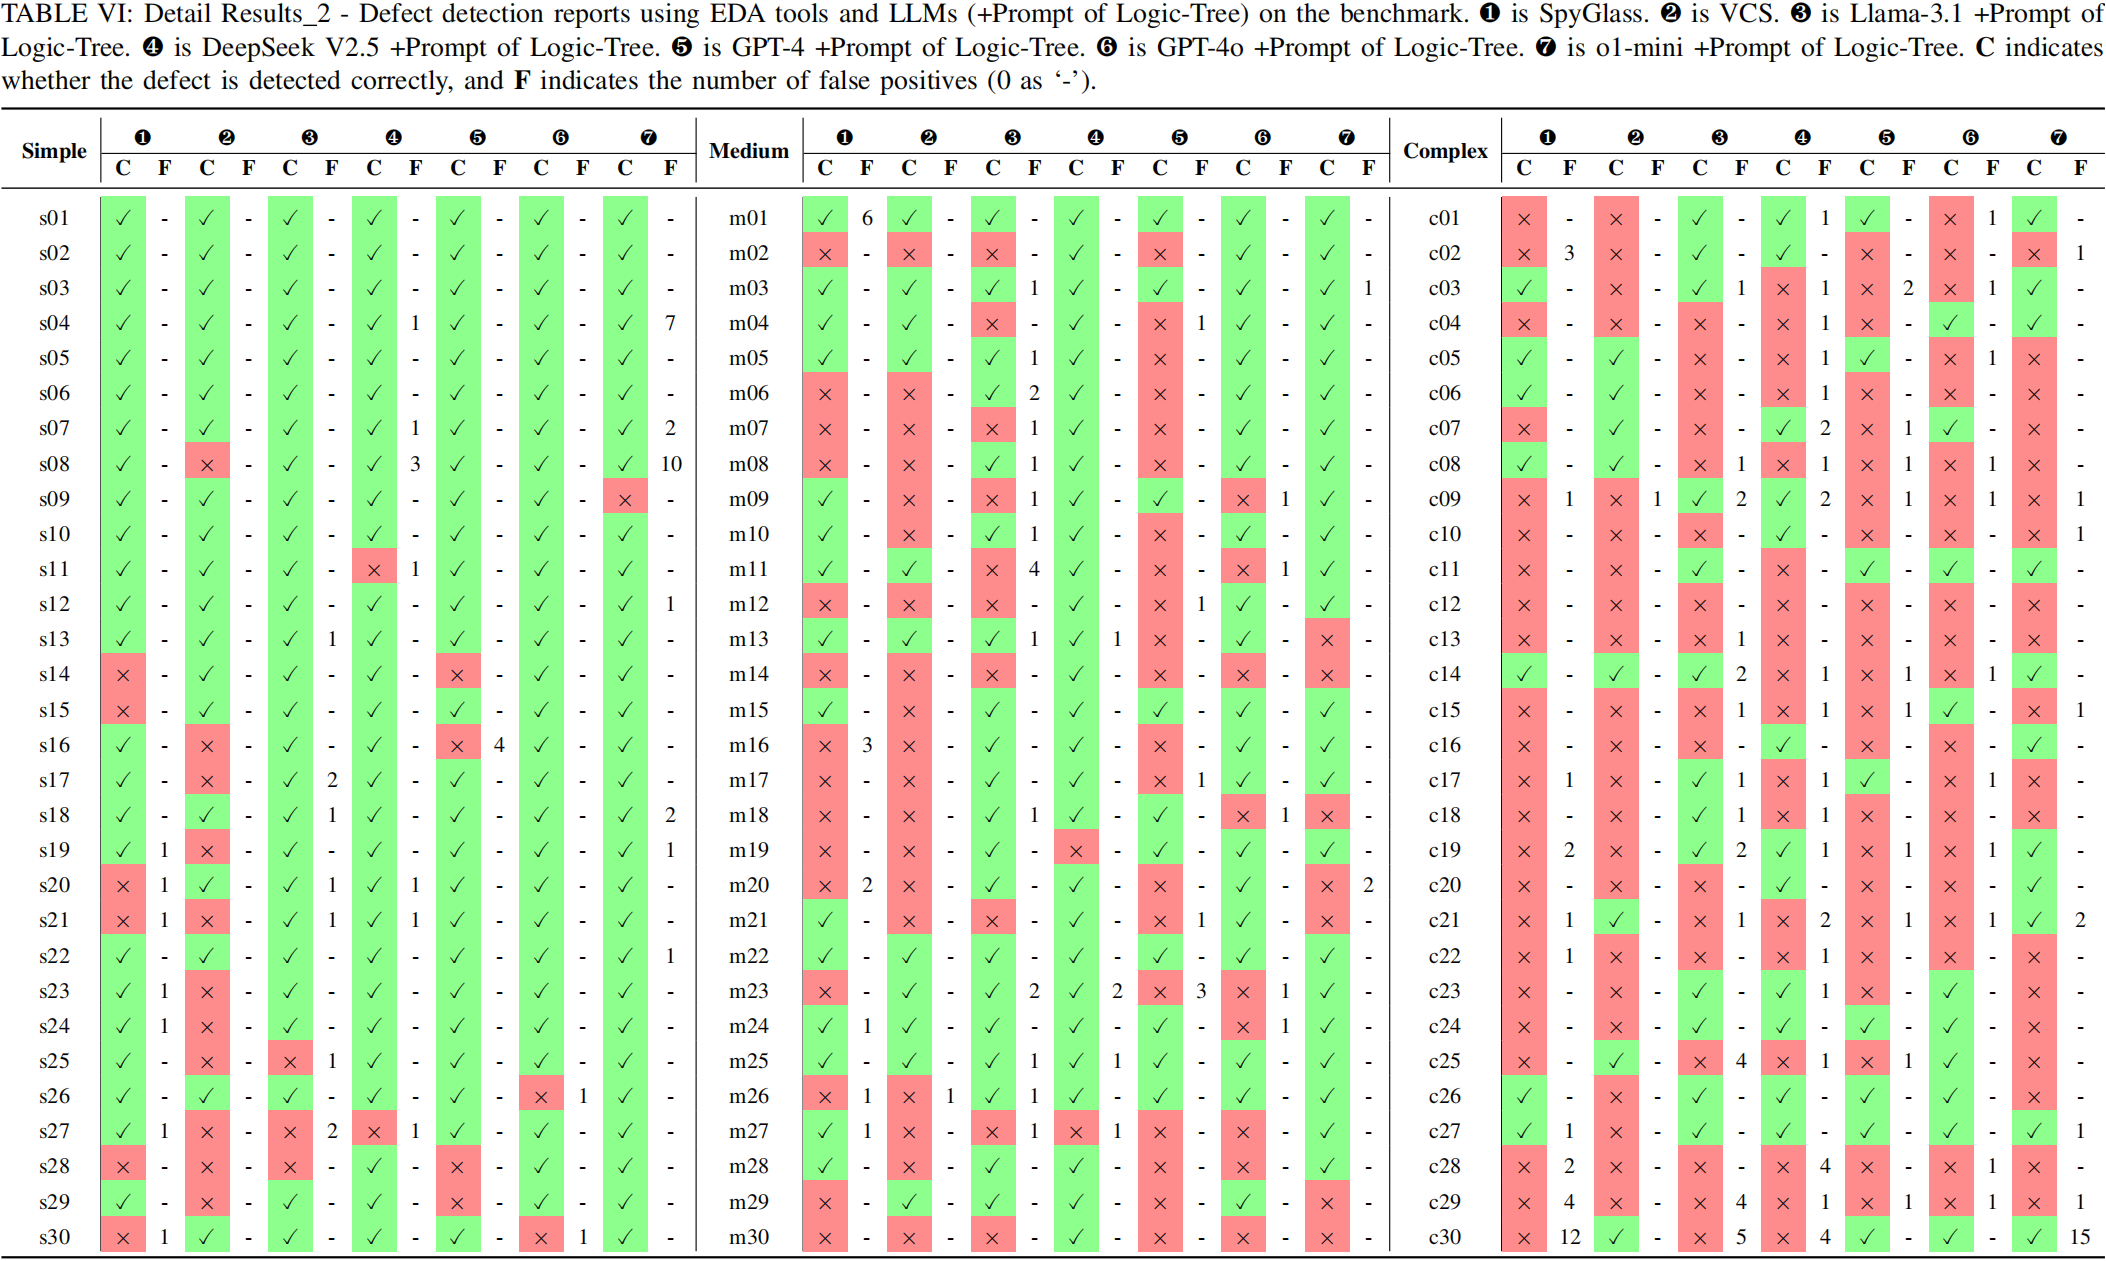 TABLE VI: Detail Results_2 - Defect detection reports using EDA tools and LLMs (+Prompt of Logic-Tree) on the benchmark. ❶ is SpyGlass. ❷ is VCS. ❸ is Llama-3.1 +Prompt of
Logic-Tree. ❹ is DeepSeek V2.5 +Prompt of Logic-Tree. ❺ is GPT-4 +Prompt of Logic-Tree. ❻ is GPT-4o +Prompt of Logic-Tree. ❼ is o1-mini +Prompt of Logic-Tree. C indicates
whether the defect is detected correctly, and F indicates the number of false positives (0 as ‘-’).
Simple ❶ ❷ ❸ ❹ ❺ ❻ ❼ Medium ❶ ❷ ❸ ❹ ❺ ❻ ❼ Complex ❶ ❷ ❸ ❹ ❺ ❻ ❼
C F C F C F C F C F C F C F C F C F C F C F C F C F C F C F C F C F C F C F C F C F
s01 ✓ - ✓ - ✓ - ✓ - ✓ - ✓ - ✓ - m01 ✓ 6 ✓ - ✓ - ✓ - ✓ - ✓ - ✓ - c01 × - × - ✓ - ✓ 1 ✓ - × 1 ✓ -
s02 ✓ - ✓ - ✓ - ✓ - ✓ - ✓ - ✓ - m02 × - × - × - ✓ - × - ✓ - ✓ - c02 × 3 × - ✓ - ✓ - × - × - × 1
s03 ✓ - ✓ - ✓ - ✓ - ✓ - ✓ - ✓ - m03 ✓ - ✓ - ✓ 1 ✓ - ✓ - ✓ - ✓ 1 c03 ✓ - × - ✓ 1 × 1 × 2 × 1 ✓ -
s04 ✓ - ✓ - ✓ - ✓ 1 ✓ - ✓ - ✓ 7 m04 ✓ - ✓ - × - ✓ - × 1 ✓ - ✓ - c04 × - × - × - × 1 × - ✓ - ✓ -
s05 ✓ - ✓ - ✓ - ✓ - ✓ - ✓ - ✓ - m05 ✓ - ✓ - ✓ 1 ✓ - × - ✓ - ✓ - c05 ✓ - ✓ - × - × 1 ✓ - × 1 × -
s06 ✓ - ✓ - ✓ - ✓ - ✓ - ✓ - ✓ - m06 × - × - ✓ 2 ✓ - × - ✓ - ✓ - c06 ✓ - ✓ - × - × 1 × - × - × -
s07 ✓ - ✓ - ✓ - ✓ 1 ✓ - ✓ - ✓ 2 m07 × - × - × 1 ✓ - × - ✓ - ✓ - c07 × - ✓ - × - ✓ 2 × 1 ✓ - × -
s08 ✓ - × - ✓ - ✓ 3 ✓ - ✓ - ✓ 10 m08 × - × - ✓ 1 ✓ - × - ✓ - ✓ - c08 ✓ - ✓ - × 1 × 1 × 1 × 1 × -
s09 ✓ - ✓ - ✓ - ✓ - ✓ - ✓ - × - m09 ✓ - × - × 1 ✓ - ✓ - × 1 ✓ - c09 × 1 × 1 ✓ 2 ✓ 2 × 1 × 1 × 1
s10 ✓ - ✓ - ✓ - ✓ - ✓ - ✓ - ✓ - m10 ✓ - × - ✓ 1 ✓ - × - ✓ - ✓ - c10 × - × - × - ✓ - × - × - × 1
s11 ✓ - ✓ - ✓ - × 1 ✓ - ✓ - ✓ - m11 ✓ - ✓ - × 4 ✓ - × - × 1 ✓ - c11 × - × - ✓ - × - ✓ - ✓ - ✓ -
s12 ✓ - ✓ - ✓ - ✓ - ✓ - ✓ - ✓ 1 m12 × - × - × - ✓ - × 1 ✓ - ✓ - c12 × - × - × - × - × - × - × -
s13 ✓ - ✓ - ✓ 1 ✓ - ✓ - ✓ - ✓ - m13 ✓ - ✓ - ✓ 1 ✓ 1 × - ✓ - × - c13 × - × - × 1 × - × - × - × -
s14 × - ✓ - ✓ - ✓ - × - ✓ - ✓ - m14 × - × - × - ✓ - × - × - × - c14 ✓ - ✓ - ✓ 2 × 1 × 1 × 1 ✓ -
s15 × - ✓ - ✓ - ✓ - ✓ - ✓ - ✓ - m15 ✓ - × - ✓ - ✓ - ✓ - ✓ - ✓ - c15 × - × - × 1 × 1 × 1 ✓ - × 1
s16 ✓ - × - ✓ - ✓ - × 4 ✓ - ✓ - m16 × 3 × - ✓ - ✓ - × - ✓ - ✓ - c16 × - × - × - ✓ - × - × - ✓ -
s17 ✓ - × - ✓ 2 ✓ - ✓ - ✓ - ✓ - m17 × - × - ✓ - ✓ - × 1 ✓ - ✓ - c17 × 1 × - ✓ 1 × 1 ✓ - × 1 × -
s18 ✓ - ✓ - ✓ 1 ✓ - ✓ - ✓ - ✓ 2 m18 × - × - ✓ 1 ✓ - ✓ - × 1 × - c18 × - × - ✓ 1 × 1 × - × - × -
s19 ✓ 1 × - ✓ - ✓ - ✓ - ✓ - ✓ 1 m19 × - × - ✓ - × - ✓ - ✓ - ✓ - c19 × 2 × - ✓ 2 ✓ 1 × 1 × 1 ✓ -
s20 × 1 ✓ - ✓ 1 ✓ 1 ✓ - ✓ - ✓ - m20 × 2 × - ✓ - ✓ - × - ✓ - × 2 c20 × - × - × - ✓ - × - × - ✓ -
s21 × 1 × - ✓ 1 ✓ 1 ✓ - ✓ - ✓ - m21 ✓ - × - × - ✓ - × 1 ✓ - × - c21 × 1 ✓ - × 1 × 2 × 1 × 1 ✓ 2
s22 ✓ - ✓ - ✓ - ✓ - ✓ - ✓ - ✓ 1 m22 ✓ - ✓ - ✓ - ✓ - ✓ - ✓ - ✓ - c22 × 1 × - × - × 1 × - × - × -
s23 ✓ 1 × - ✓ - ✓ - ✓ - ✓ - ✓ - m23 × - ✓ - ✓ 2 ✓ 2 × 3 × 1 ✓ - c23 × - × - ✓ - ✓ 1 × - ✓ - × -
s24 ✓ 1 × - ✓ - ✓ - ✓ - ✓ - ✓ - m24 ✓ 1 ✓ - ✓ - ✓ - ✓ - × 1 ✓ - c24 × - × - ✓ - ✓ - ✓ - ✓ - × -
s25 ✓ - × - × 1 ✓ - ✓ - ✓ - ✓ - m25 ✓ - ✓ - ✓ 1 ✓ 1 ✓ - ✓ - ✓ - c25 × - ✓ - × 4 × 1 × 1 ✓ - × -
s26 ✓ - ✓ - ✓ - ✓ - ✓ - × 1 ✓ - m26 × 1 × 1 ✓ 1 ✓ - ✓ - ✓ - ✓ - c26 ✓ - × - ✓ - ✓ - ✓ - ✓ - × -
s27 ✓ 1 × - × 2 × 1 ✓ - ✓ - ✓ - m27 ✓ 1 × - × 1 × 1 × - × - ✓ - c27 ✓ 1 × - ✓ - ✓ - ✓ - ✓ - ✓ 1
s28 × - × - × - ✓ - × - ✓ - ✓ - m28 ✓ - × - ✓ - ✓ - × - × - ✓ - c28 × 2 × - × - × 4 × - × 1 × -
s29 ✓ - × - ✓ - ✓ - × - ✓ - ✓ - m29 × - ✓ - ✓ - ✓ - × - ✓ - × - c29 × 4 × - × 4 × 1 × 1 × 1 × 1
s30 × 1 ✓ - ✓ - ✓ - ✓ - × 1 ✓ - m30 × - × - × - ✓ - × - × - × - c30 × 12 ✓ - × 5 × 4 ✓ - ✓ - ✓ 15